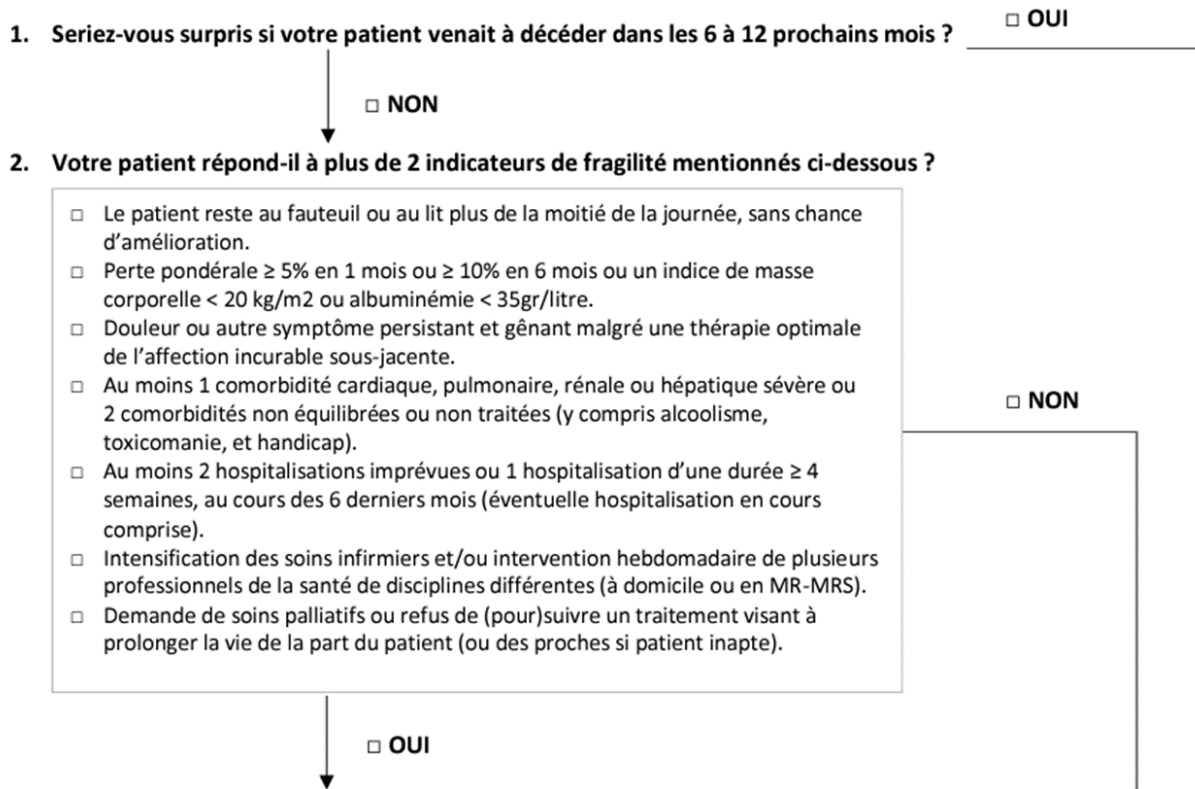 1. Seriez-vous surpris si votre patient venait à décéder dans les 6 à 12 prochains mois ?
□ OUI
□ NON
2. Votre patient répond-il à plus de 2 indicateurs de fragilité mentionnés ci-dessous ?
□ Le patient reste au fauteuil ou au lit plus de la moitié de la journée, sans chance
d’amélioration.
□ Perte pondérale ≥ 5% en 1 mois ou ≥ 10% en 6 mois ou un indice de masse
corporelle < 20 kg/m2 ou albuminémie < 35gr/litre.
□ Douleur ou autre symptôme persistant et gênant malgré une thérapie optimale
de l’affection incurable sous-jacente.
□ Au moins 1 comorbidité cardiaque, pulmonaire, rénale ou hépatique sévère ou
2 comorbidités non équilibrées ou non traitées (y compris alcoolisme,
toxicomanie, et handicap).
□ NON
□ Au moins 2 hospitalisations imprévues ou 1 hospitalisation d’une durée ≥ 4
semaines, au cours des 6 derniers mois (éventuelle hospitalisation en cours
comprise).
□ Intensification des soins infirmiers et/ou intervention hebdomadaire de plusieurs
professionnels de la santé de disciplines différentes (à domicile ou en MR-MRS).
□ Demande de soins palliatifs ou refus de (pour)suivre un traitement visant à
prolonger la vie de la part du patient (ou des proches si patient inapte).
□ OUI